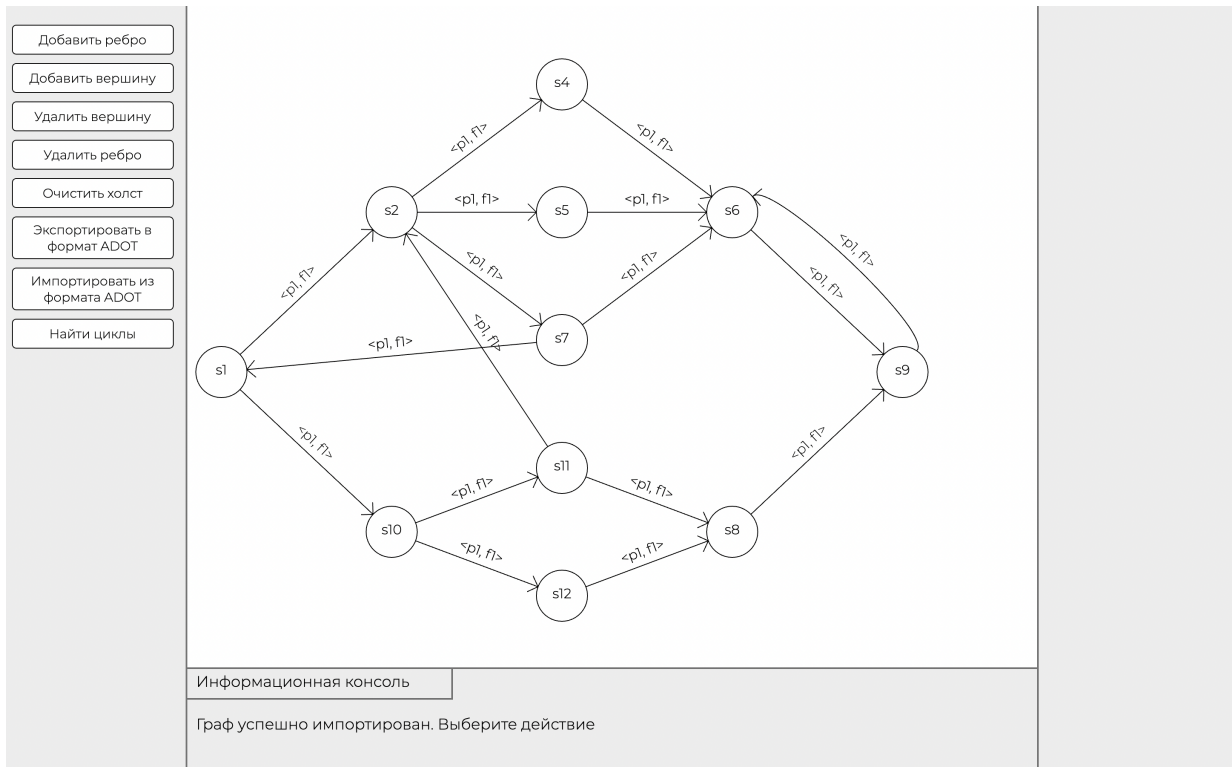 Добавить ребро
Добавить вершину
Удалить вершину
Удалить ребро
Очистить холст
Экспортировать в
формат ADOT
Импортировать из
формата ADOT
Найти циклы
s4
<p1, f1>
<p1, f1>
s2
<p1, f1>
s5
<p1, f1>
s6
<p1, f1>
<p1, f1>
<p1, f1>
<p1, f1>
<p1, f1>
<p1, f1>
s7
<p1, f1>
s1
s9
<p1, f1>
<p1, f1>
s11
<p1, f1>
<p1, f1>
s10
s8
<p1, f1>
<p1, f1>
s12
Информационная консоль
Граф успешно импортирован. Выберите действие